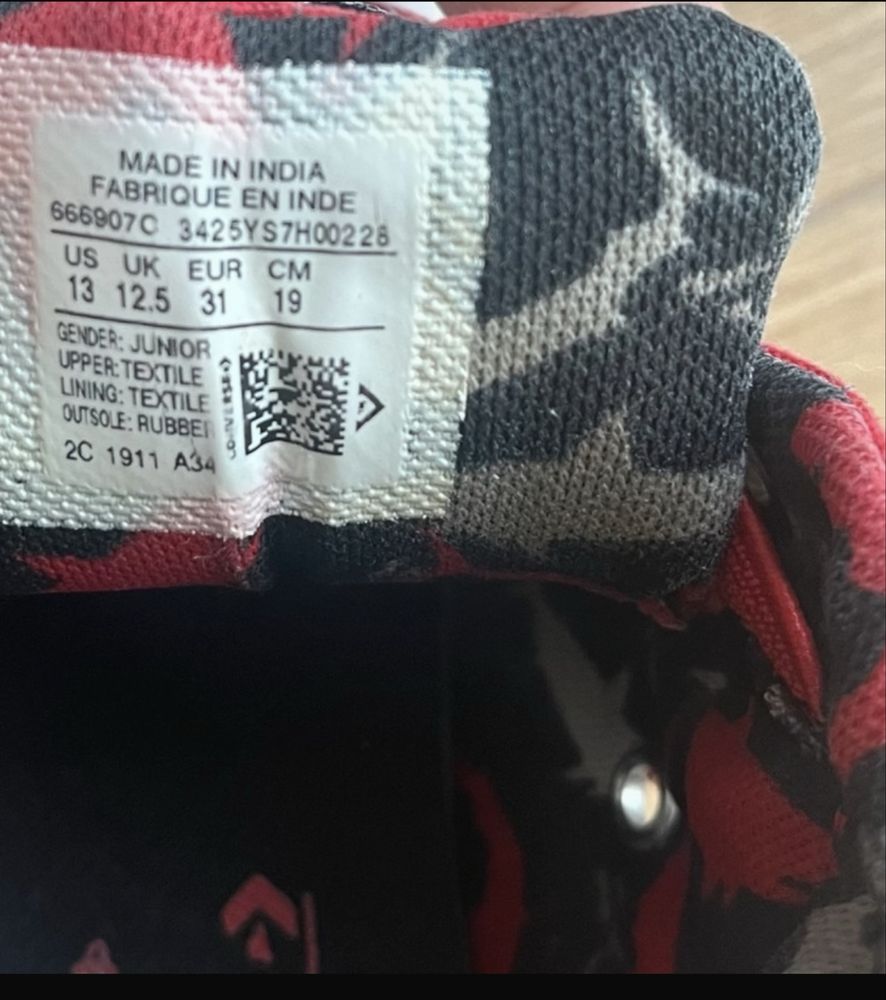 MADE IN INDIA
FABRIQUE EN INDE
666907C 3425YS7H00228
US UK EUR CM
13 12.5 31 19
GENDER: JUNIOR
UPPER: TEXTILE
LINING: TEXTILE
OUTSOLE: RUBBER
2C 1911 A34